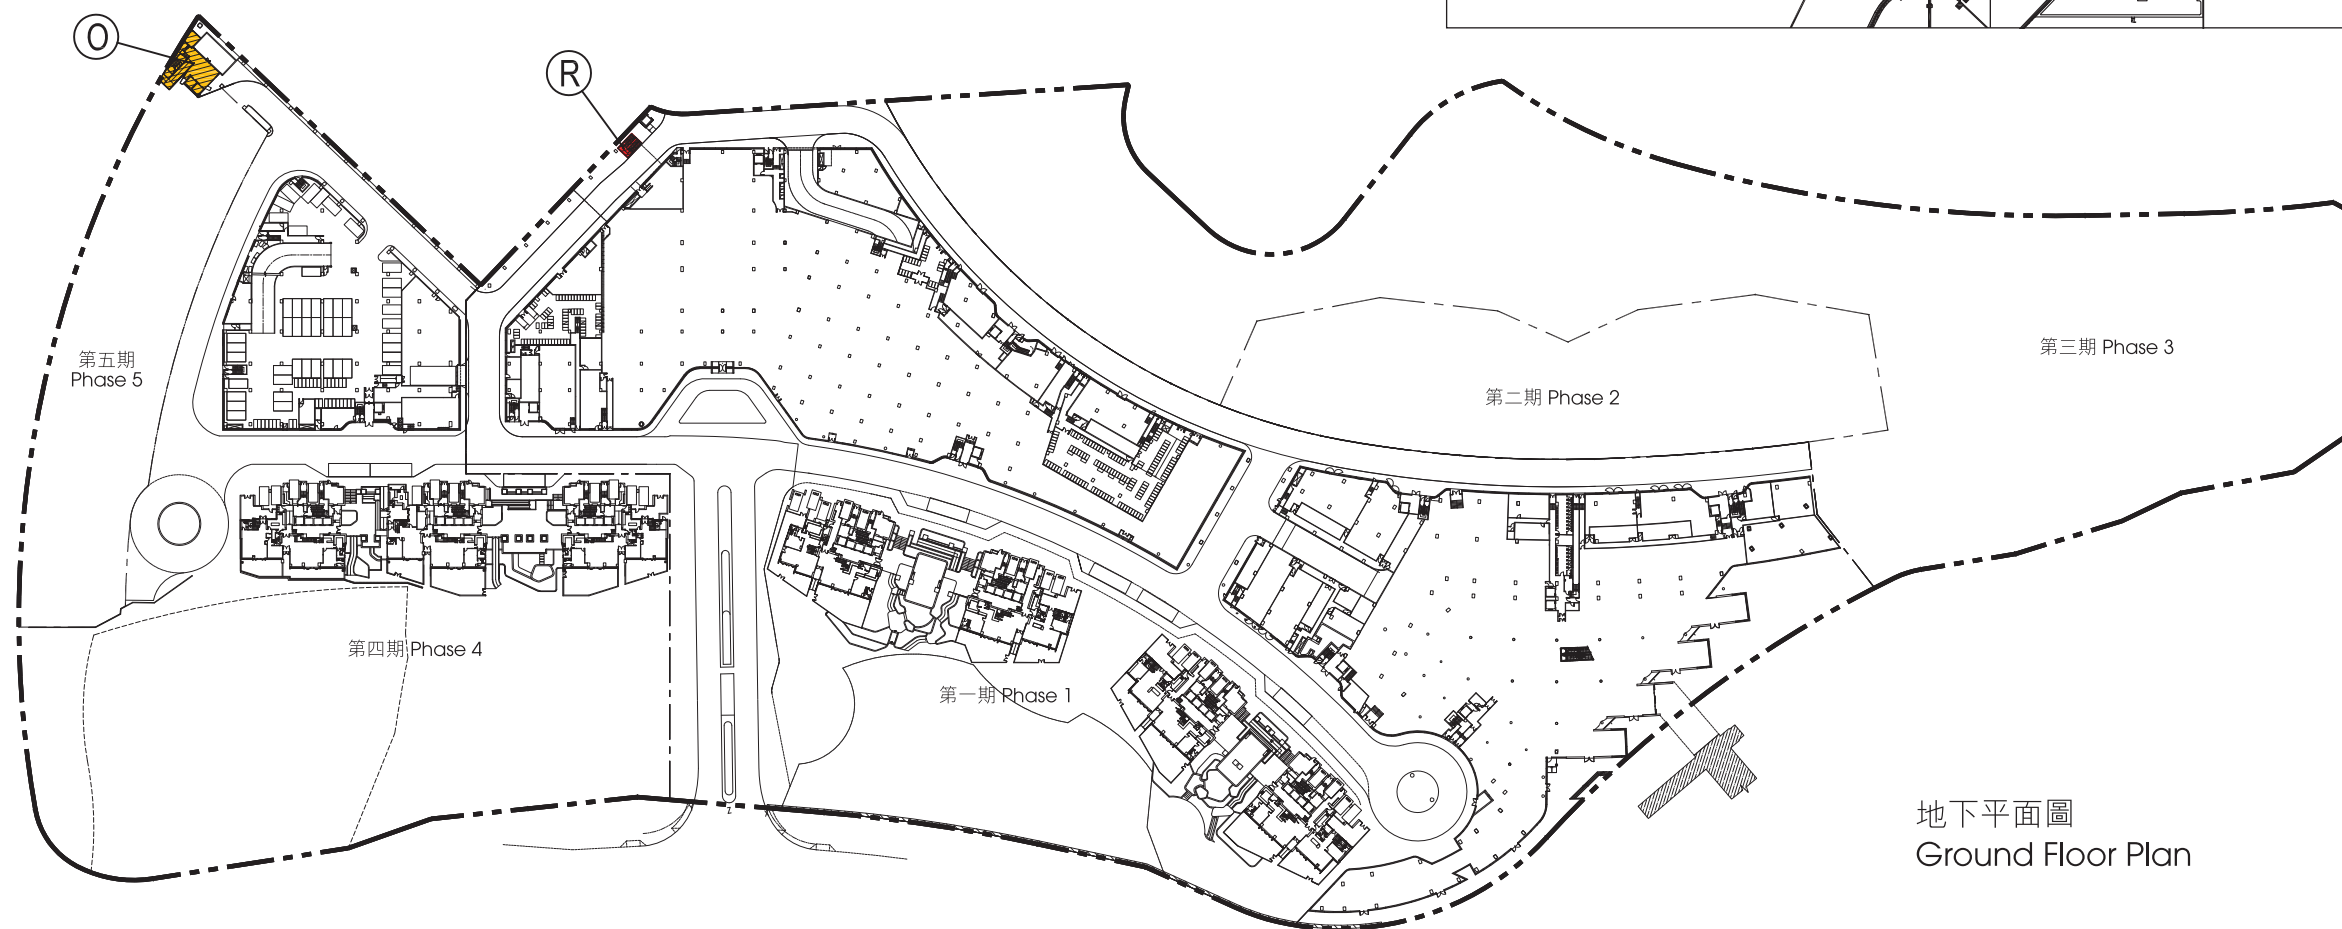 O
R
第五期
Phase 5
第三期 Phase 3
第二期 Phase 2
第四期 Phase 4
第一期 Phase 1
地下平面圖
Ground Floor Plan